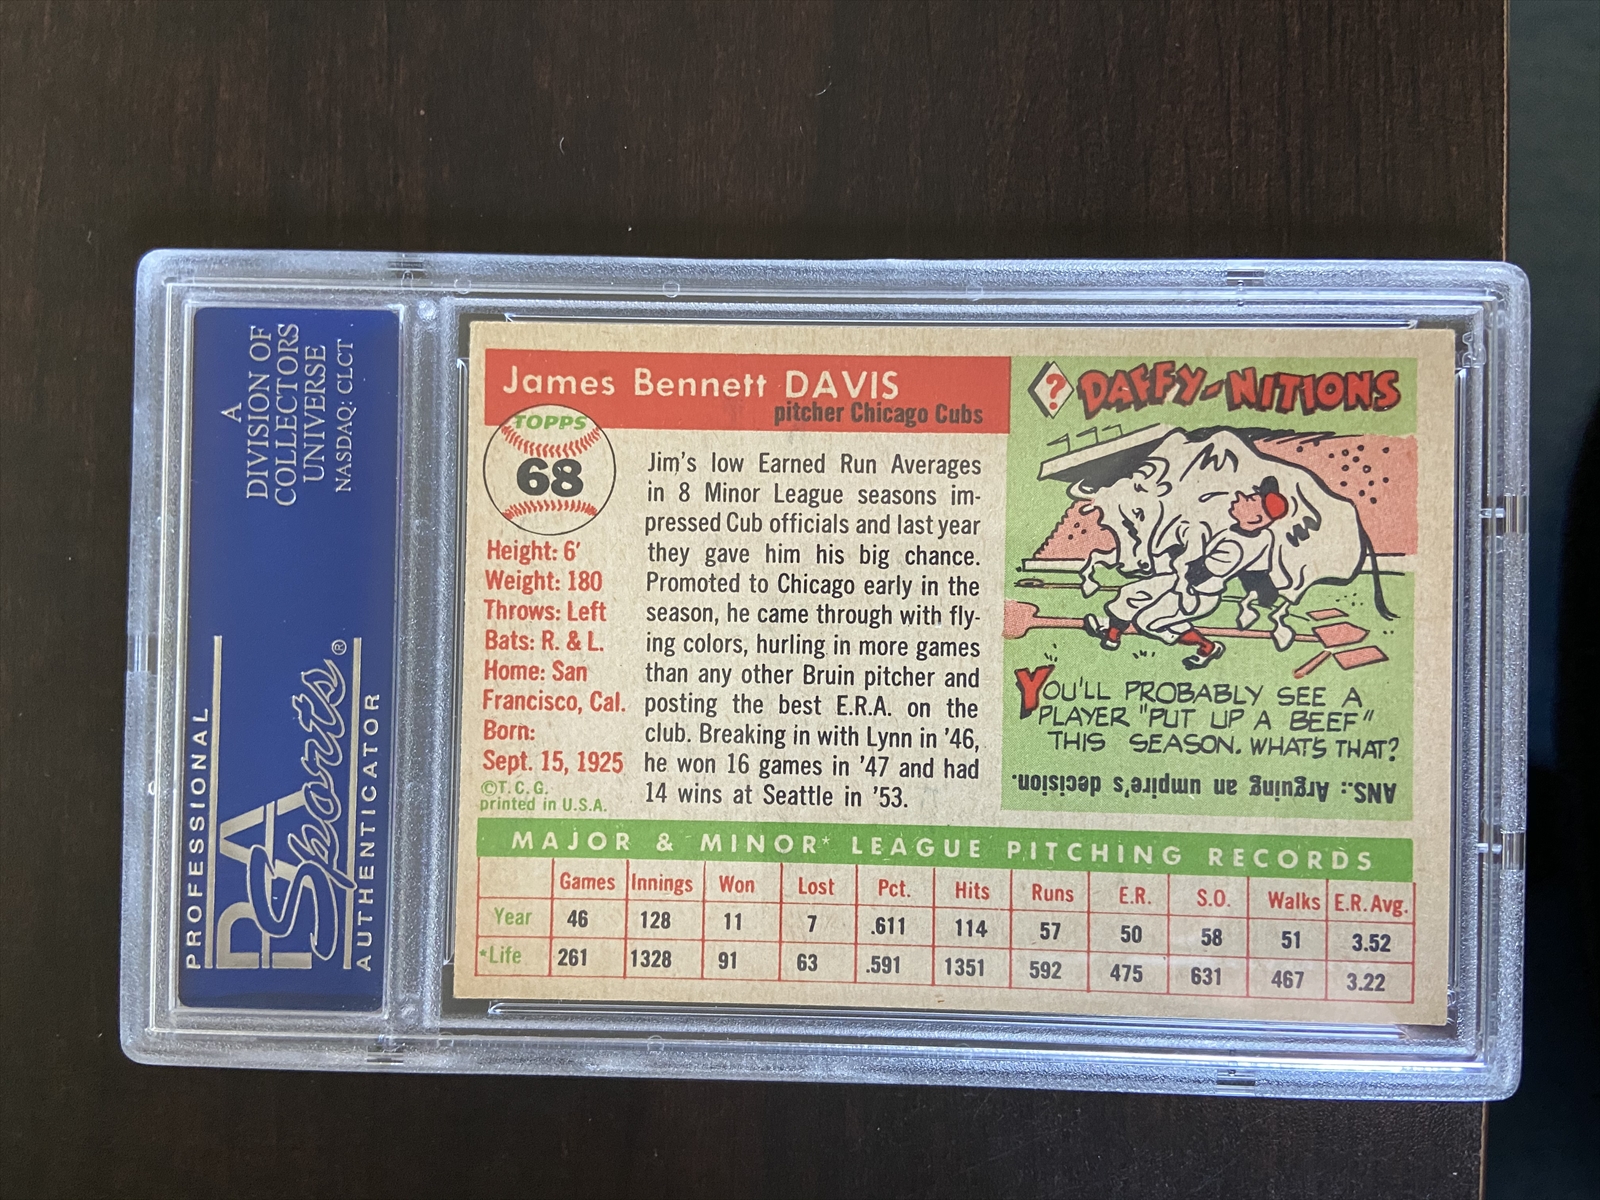 A
DIVISION OF
COLLECTORS
UNIVERSE
NASDAQ: CLCT
PROFESSIONAL
PSA
Sports®
AUTHENTICATOR
James Bennett DAVIS
pitcher Chicago Cubs
TOPPS
68
Height: 6'
Weight: 180
Throws: Left
Bats: R. & L.
Home: San
Francisco, Cal.
Born:
Sept. 15, 1925
©T.C.G.
printed in U.S.A.
Jim's low Earned Run Averages
in 8 Minor League seasons im-
pressed Cub officials and last year
they gave him his big chance.
Promoted to Chicago early in the
season, he came through with fly-
ing colors, hurling in more games
than any other Bruin pitcher and
posting the best E.R.A. on the
club. Breaking in with Lynn in '46,
he won 16 games in '47 and had
14 wins at Seattle in '53.
? DAFFY-NITIONS
YOU'LL PROBABLY SEE A
PLAYER "PUT UP A BEEF"
THIS SEASON. WHAT'S THAT?
ANS.: Arguing an umpire's decision.
MAJOR & MINOR* LEAGUE PITCHING RECORDS
Games Innings Won Lost Pct. Hits Runs E.R. S.O. Walks E.R. Avg.
Year 46 128 11 7 .611 114 57 50 58 51 3.52
*Life 261 1328 91 63 .591 1351 592 475 631 467 3.22